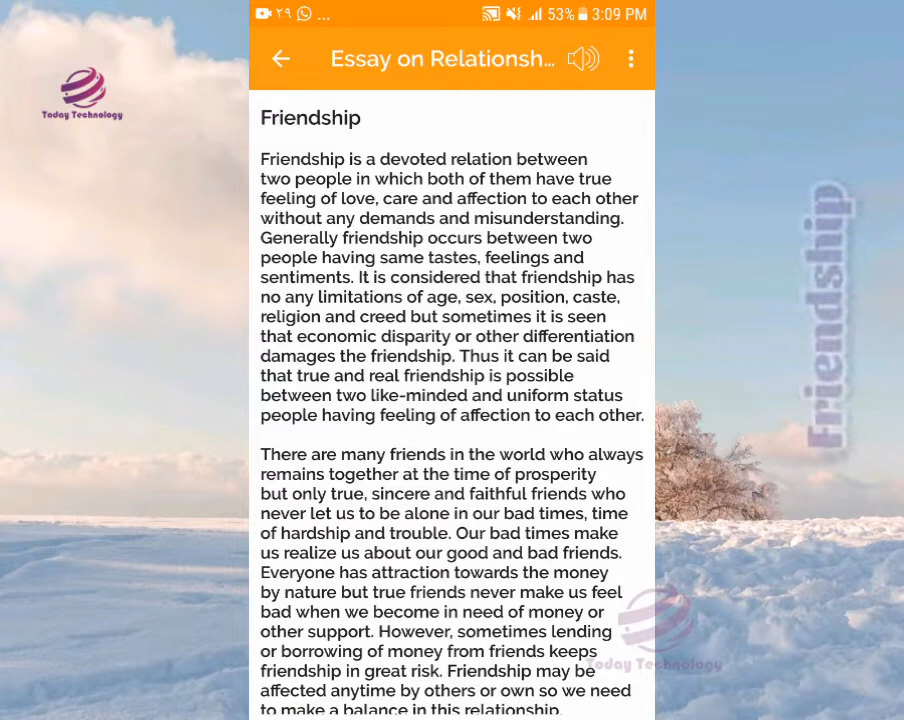 ۲۹ ... 53% 3:09 PM
Essay on Relationsh...
Today Technology
Friendship
Friendship is a devoted relation between
two people in which both of them have true
feeling of love, care and affection to each other
without any demands and misunderstanding.
Generally friendship occurs between two
people having same tastes, feelings and
sentiments. It is considered that friendship has
no any limitations of age, sex, position, caste,
religion and creed but sometimes it is seen
that economic disparity or other differentiation
damages the friendship. Thus it can be said
that true and real friendship is possible
between two like-minded and uniform status
people having feeling of affection to each other.
There are many friends in the world who always
remains together at the time of prosperity
but only true, sincere and faithful friends who
never let us to be alone in our bad times, time
of hardship and trouble. Our bad times make
us realize us about our good and bad friends.
Everyone has attraction towards the money
by nature but true friends never make us feel
bad when we become in need of money or
other support. However, sometimes lending
or borrowing of money from friends keeps
friendship in great risk. Friendship may be
affected anytime by others or own so we need
to make a balance in this relationship.
Friendship
Today Technology